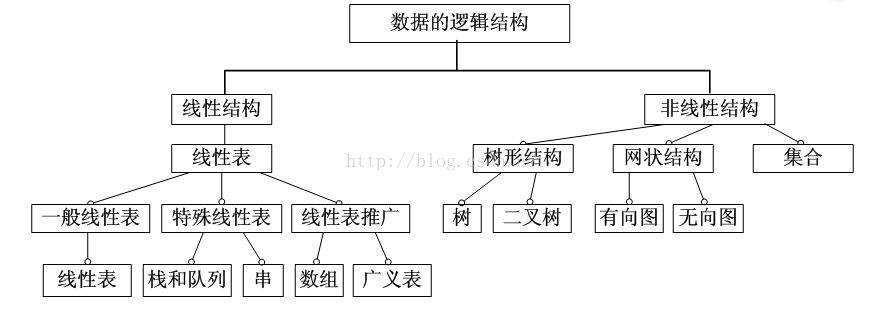 数据的逻辑结构
线性结构 非线性结构
线性表 树形结构 网状结构 集合
http://blog.
一般线性表 特殊线性表 线性表推广 树 二叉树 有向图 无向图
线性表 栈和队列 串 数组 广义表